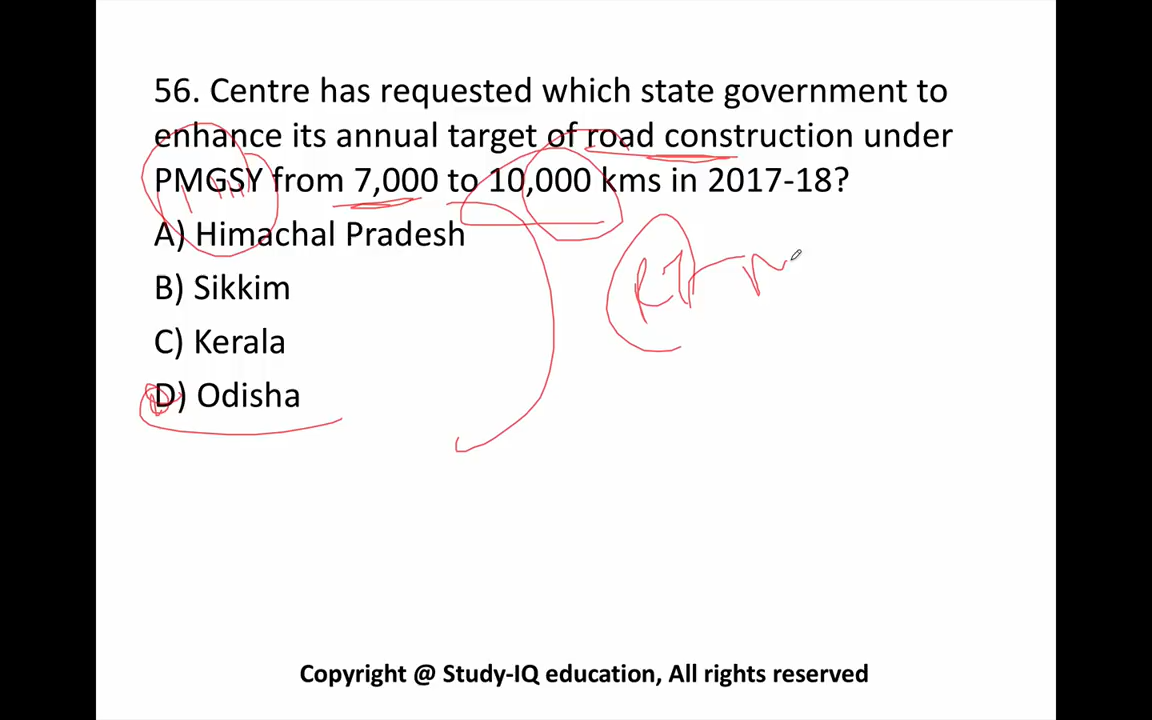 56. Centre has requested which state government to
enhance its annual target of road construction under
PMGSY from 7,000 to 10,000 kms in 2017-18?
A) Himachal Pradesh
B) Sikkim
C) Kerala
D) Odisha
Copyright @ Study-IQ education, All rights reserved